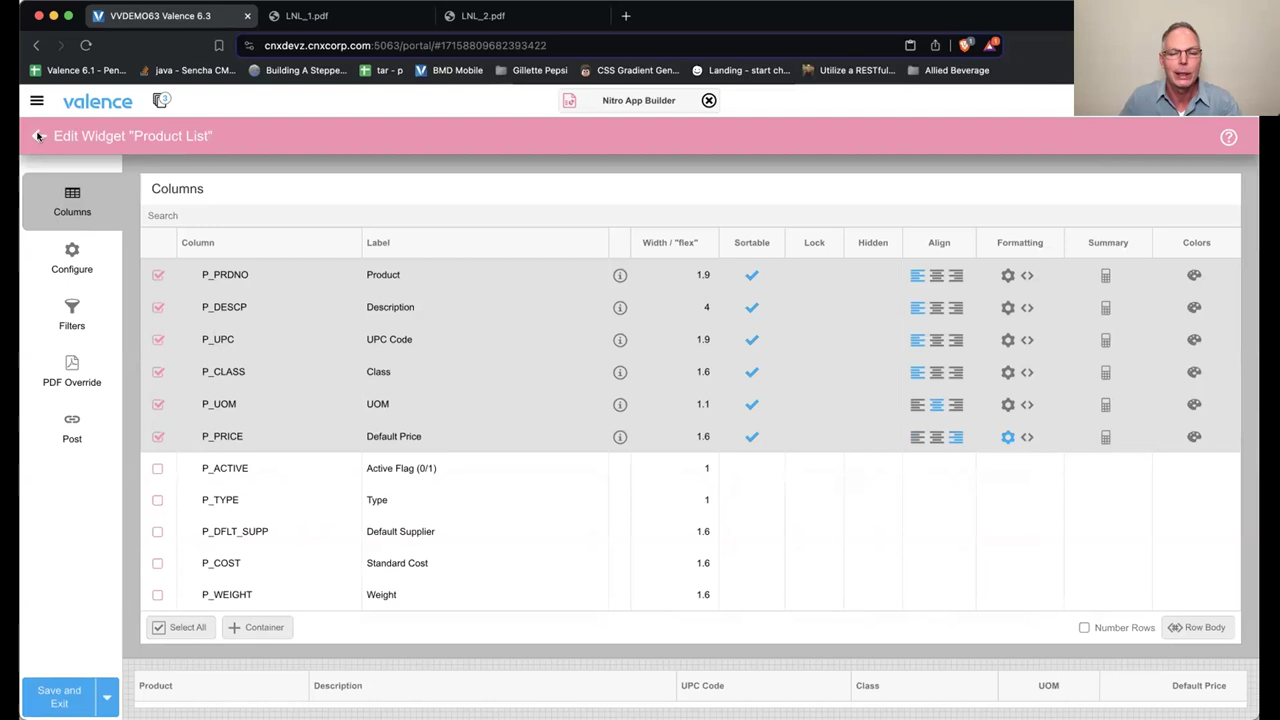 VVDEMO63 Valence 6.3
LNL_1.pdf
LNL_2.pdf
cnxdevz.cnxcorp.com:5063/portal/#17158809682393422
1
1
Valence 6.1 - Pen...
java - Sencha CM...
Building A Steppe...
tar - p
BMD Mobile
Gillette Pepsi
CSS Gradient Gen...
Landing - start ch...
Utilize a RESTful...
Allied Beverage
valence
3
Nitro App Builder
Edit Widget "Product List"
Columns
Configure
Filters
PDF Override
Post
Save and
Exit
Columns
Search
Column Label Width / "flex" Sortable Lock Hidden Align Formatting Summary Colors
P_PRDNO Product 1.9
P_DESCP Description 4
P_UPC UPC Code 1.9
P_CLASS Class 1.6
P_UOM UOM 1.1
P_PRICE Default Price 1.6
P_ACTIVE Active Flag (0/1) 1
P_TYPE Type 1
P_DFLT_SUPP Default Supplier 1.6
P_COST Standard Cost 1.6
P_WEIGHT Weight 1.6
Select All Container Number Rows Row Body
Product Description UPC Code Class UOM Default Price